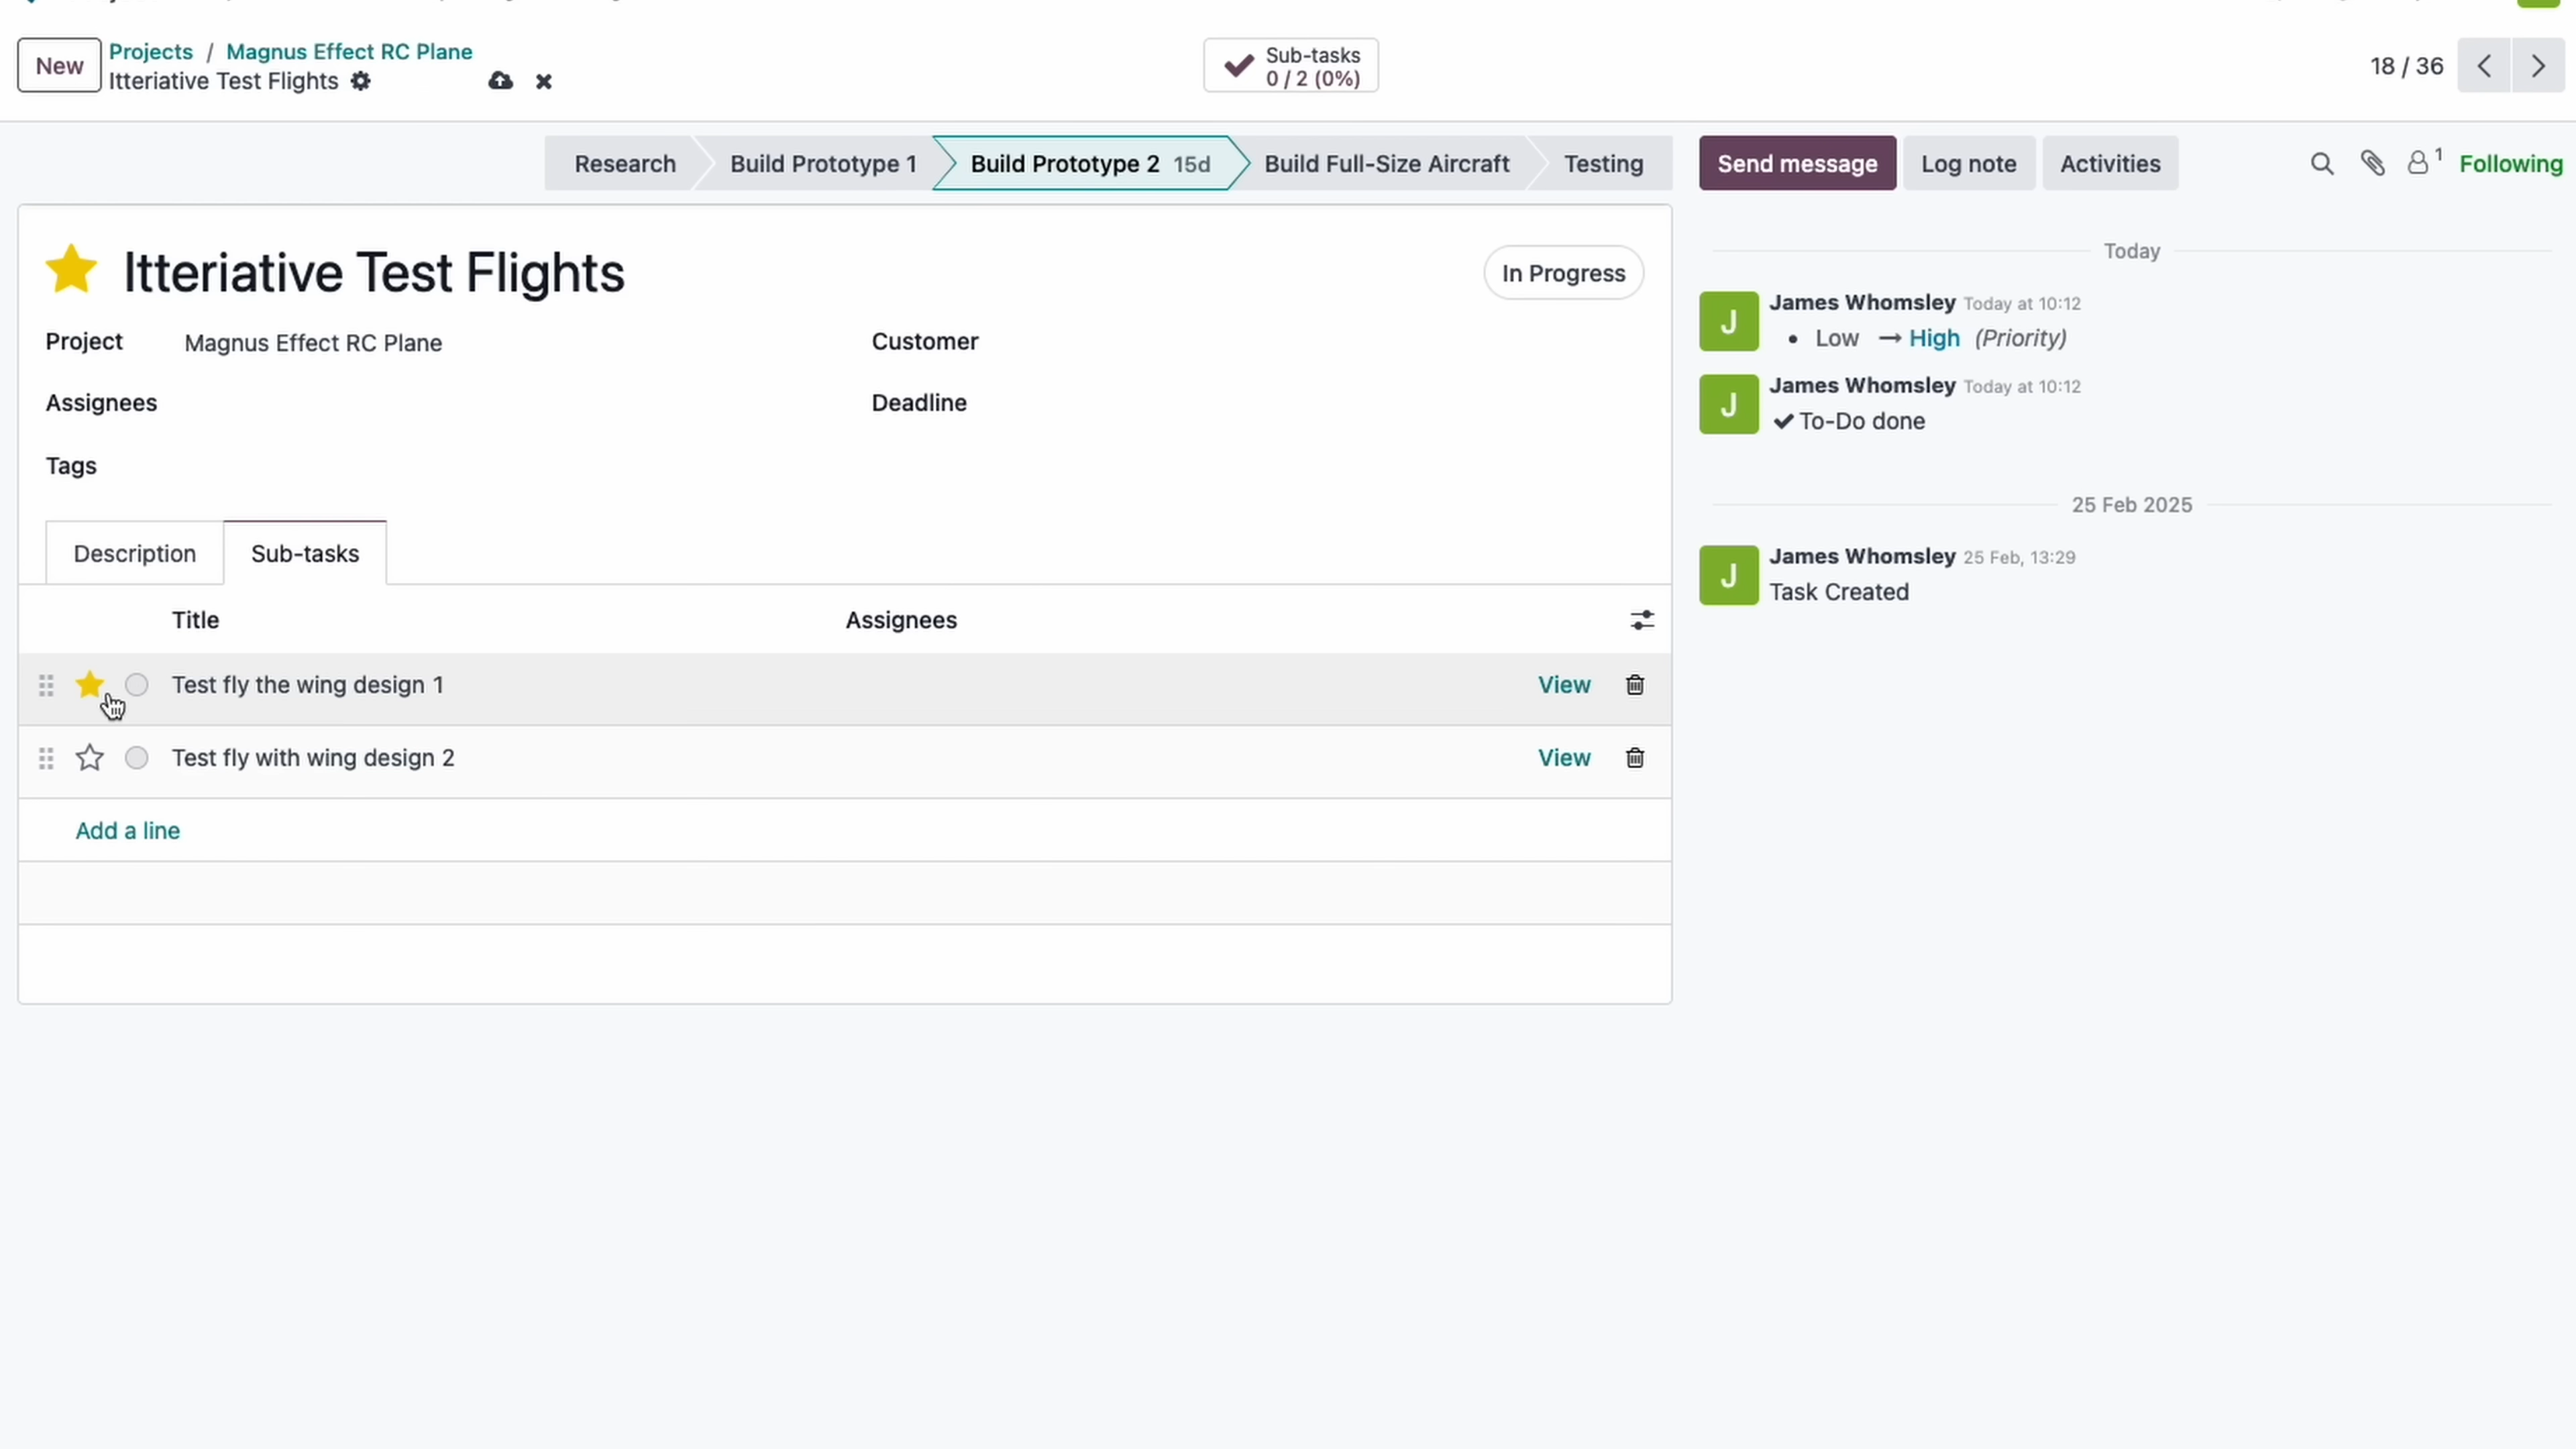 New
Projects / Magnus Effect RC Plane
Itteriative Test Flights
Sub-tasks
0 / 2 (0%)
18 / 36
Research
Build Prototype 1
Build Prototype 2 15d
Build Full-Size Aircraft
Testing
Send message
Log note
Activities
1
Following
Itteriative Test Flights
In Progress
Project Magnus Effect RC Plane
Customer
Assignees
Deadline
Tags
Description
Sub-tasks
Title
Assignees
Test fly the wing design 1
View
Test fly with wing design 2
View
Add a line
Today
J
James Whomsley Today at 10:12
• Low → High (Priority)
J
James Whomsley Today at 10:12
✔ To-Do done
25 Feb 2025
J
James Whomsley 25 Feb, 13:29
Task Created